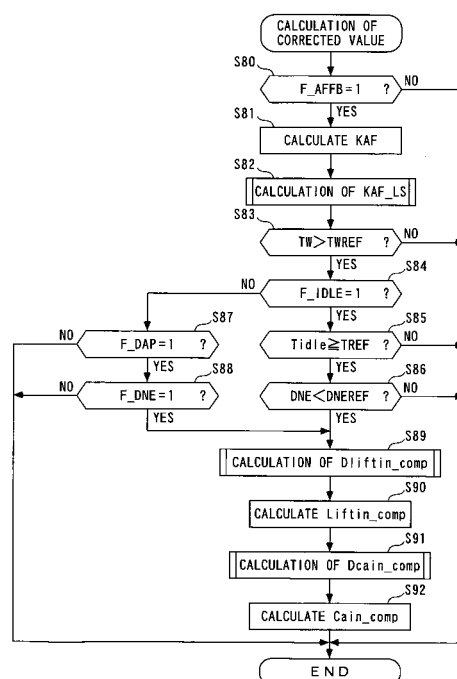 CALCULATION OF
CORRECTED VALUE
S80
F_AFFB=1 ?
NO
YES
S81
CALCULATE KAF
S82
CALCULATION OF KAF_LS
S83
TW>TWREF ?
NO
YES
S84
F_IDLE=1 ?
NO
YES
S87
F_DAP=1 ?
NO
YES
S85
Tidle≧TREF ?
NO
YES
S88
F_DNE=1 ?
NO
YES
S86
DNE<DNEREF ?
NO
YES
S89
CALCULATION OF Dliftin_comp
S90
CALCULATE Liftin_comp
S91
CALCULATION OF Dcain_comp
S92
CALCULATE Cain_comp
END